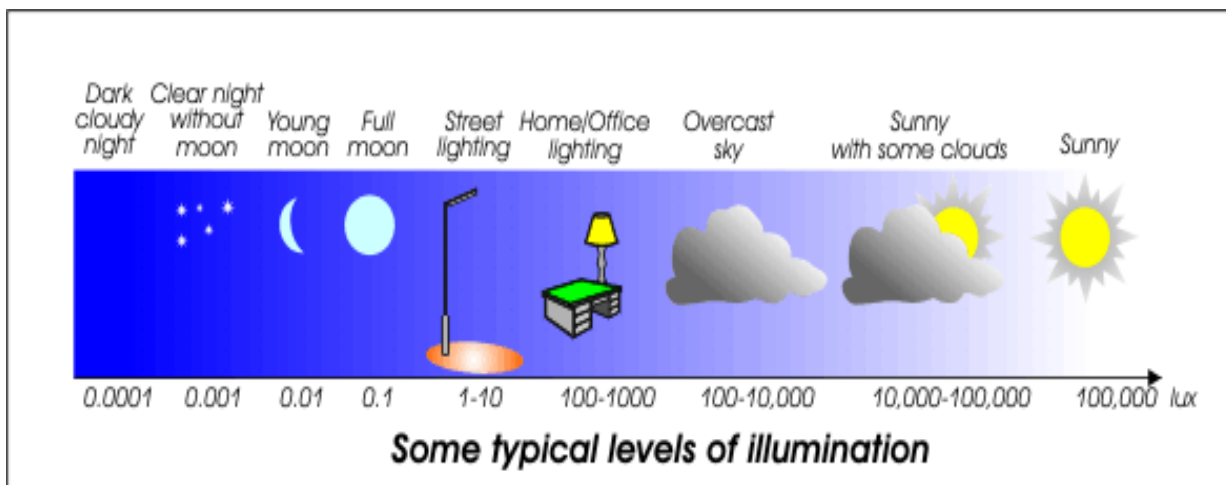 Dark
cloudy
night
Clear night
without
moon
Young
moon
Full
moon
Street
lighting
Home/Office
lighting
Overcast
sky
Sunny
with some clouds
Sunny
0.0001 0.001 0.01 0.1 1-10 100-1000 100-10,000 10,000-100,000 100,000 lux
Some typical levels of illumination